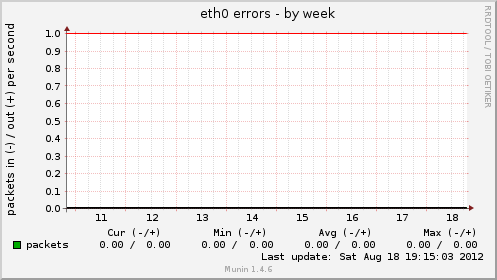 eth0 errors - by week
RRDTOOL / TOBI OETIKER
packets in (-) / out (+) per second
1.0
0.9
0.8
0.7
0.6
0.5
0.4
0.3
0.2
0.1
0.0
11 12 13 14 15 16 17 18
Cur (-/+) Min (-/+) Avg (-/+) Max (-/+)
packets 0.00 / 0.00 0.00 / 0.00 0.00 / 0.00 0.00 / 0.00
Last update: Sat Aug 18 19:15:03 2012
Munin 1.4.6